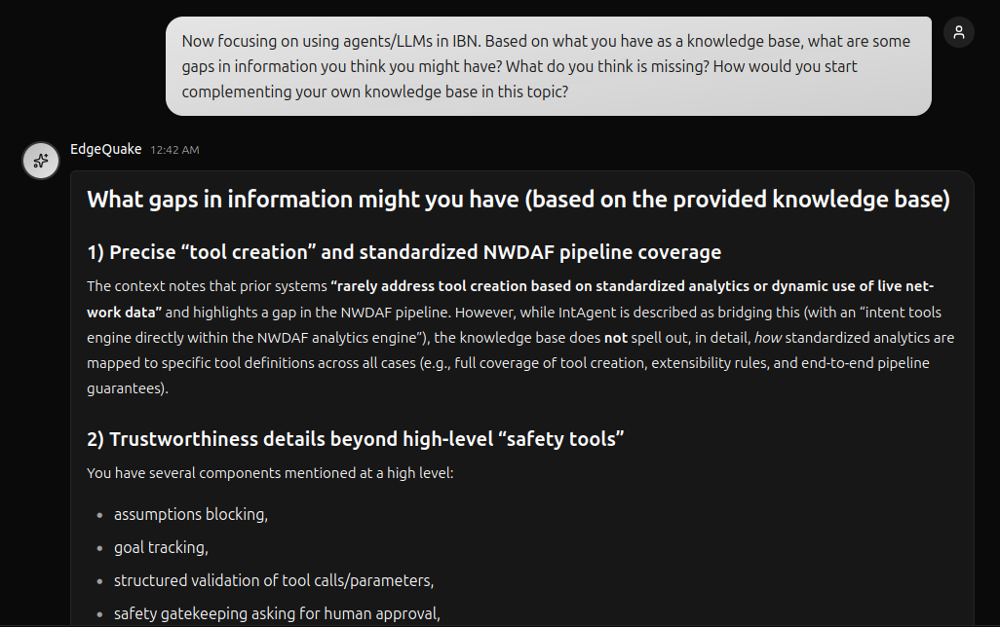 Now focusing on using agents/LLMs in IBN. Based on what you have as a knowledge base, what are some
gaps in information you think you might have? What do you think is missing? How would you start
complementing your own knowledge base in this topic?
EdgeQuake 12:42 AM
What gaps in information might you have (based on the provided knowledge base)
1) Precise “tool creation” and standardized NWDAF pipeline coverage
The context notes that prior systems “rarely address tool creation based on standardized analytics or dynamic use of live net-
work data” and highlights a gap in the NWDAF pipeline. However, while IntAgent is described as bridging this (with an “intent tools
engine directly within the NWDAF analytics engine”), the knowledge base does not spell out, in detail, how standardized analytics are
mapped to specific tool definitions across all cases (e.g., full coverage of tool creation, extensibility rules, and end-to-end pipeline
guarantees).
2) Trustworthiness details beyond high-level “safety tools”
You have several components mentioned at a high level:
• assumptions blocking,
• goal tracking,
• structured validation of tool calls/parameters,
• safety gatekeeping asking for human approval,